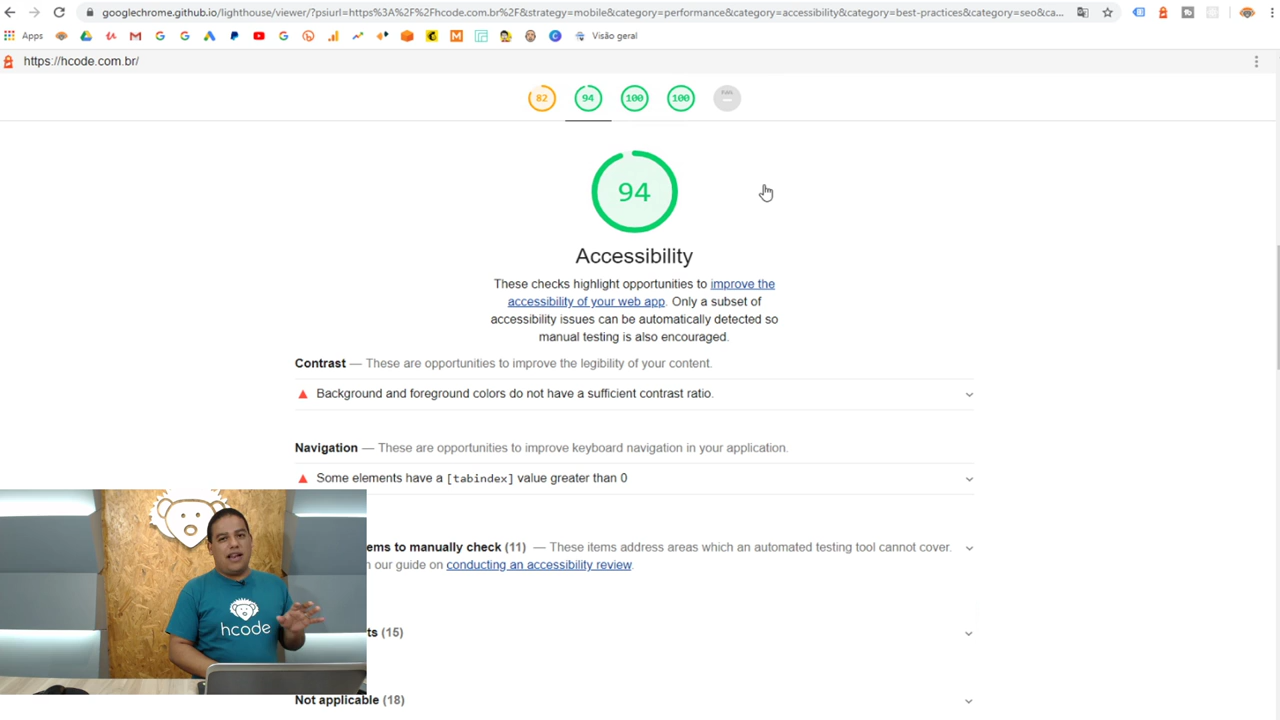 googlechrome.github.io/lighthouse/viewer/?psiurl=https%3A%2F%2Fhcode.com.br%2F&strategy=mobile&category=performance&category=accessibility&category=best-practices&category=seo&ca...
Apps
Visão geral
https://hcode.com.br/
82
94
100
100
PWA
94
Accessibility
These checks highlight opportunities to improve the
accessibility of your web app. Only a subset of
accessibility issues can be automatically detected so
manual testing is also encouraged.
Contrast — These are opportunities to improve the legibility of your content.
Background and foreground colors do not have a sufficient contrast ratio.
Navigation — These are opportunities to improve keyboard navigation in your application.
Some elements have a [tabindex] value greater than 0
ems to manually check (11) — These items address areas which an automated testing tool cannot cover.
n our guide on conducting an accessibility review.
ts (15)
Not applicable (18)
hcode